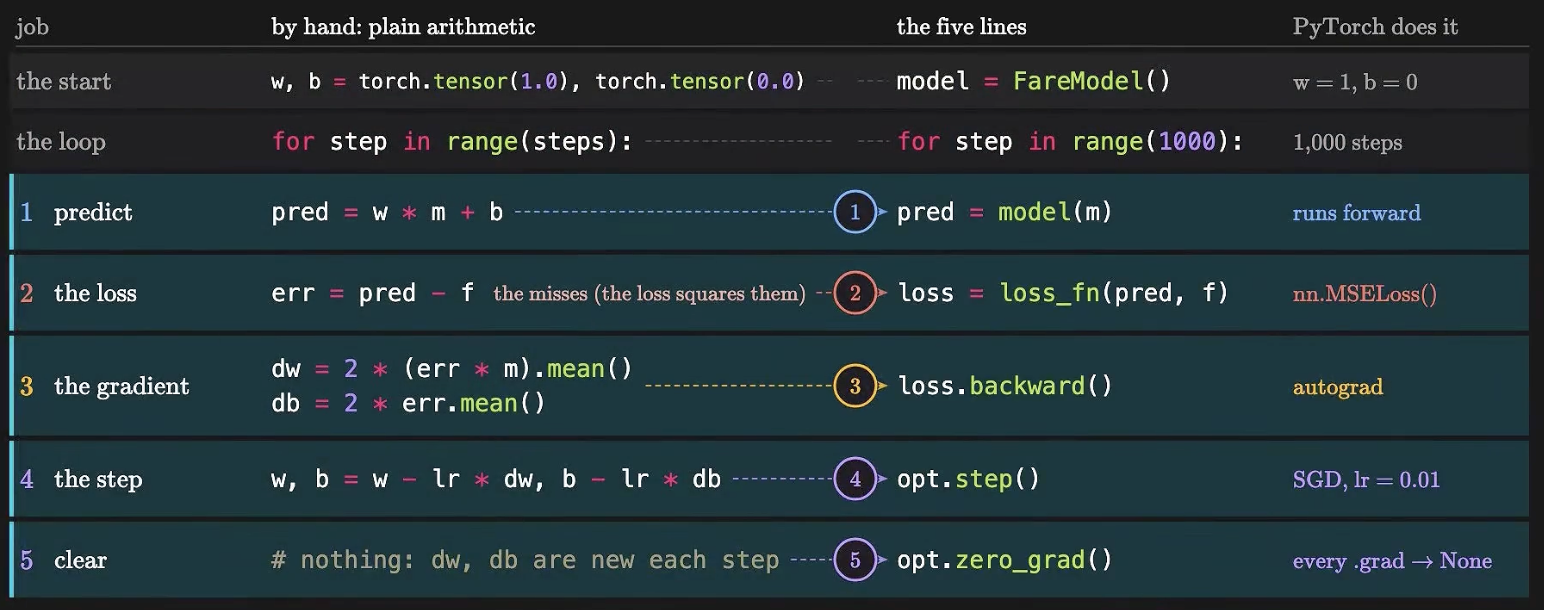 job by hand: plain arithmetic the five lines PyTorch does it
the start w, b = torch.tensor(1.0), torch.tensor(0.0) model = FareModel() w = 1, b = 0
the loop for step in range(steps): for step in range(1000): 1,000 steps
1 predict pred = w * m + b 1 pred = model(m) runs forward
2 the loss err = pred − f the misses (the loss squares them) 2 loss = loss_fn(pred, f) nn.MSELoss()
dw = 2 * (err * m).mean()
3 the gradient 3 loss.backward() autograd
db = 2 * err.mean()
4 the step w, b = w − lr * dw, b − lr * db 4 opt.step() SGD, lr = 0.01
5 clear # nothing: dw, db are new each step 5 opt.zero_grad() every .grad → None